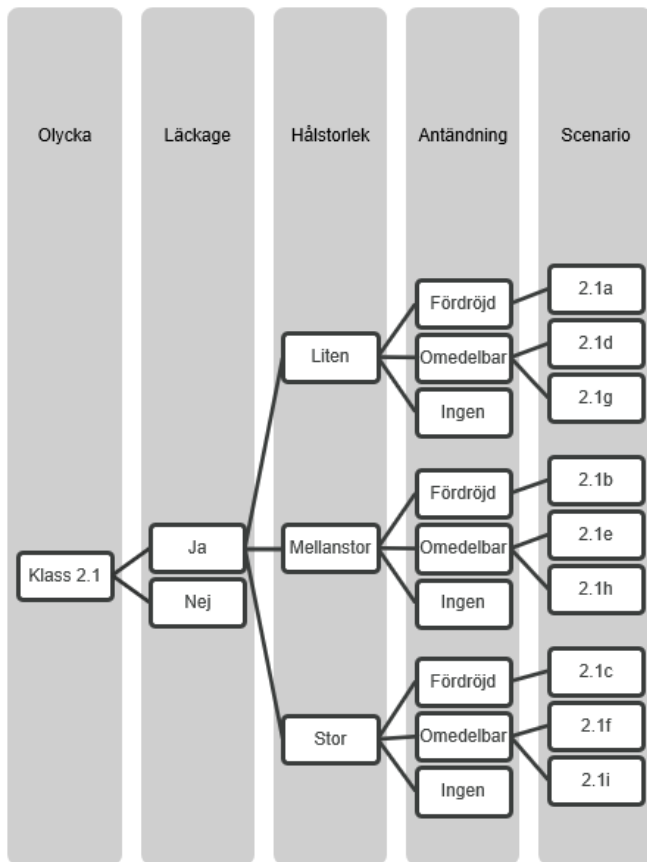 Olycka
Läckage
Hålstorlek
Antändning
Scenario
Klass 2.1
Ja
Nej
Liten
Mellanstor
Stor
Fördröjd
Omedelbar
Ingen
Fördröjd
Omedelbar
Ingen
Fördröjd
Omedelbar
Ingen
2.1a
2.1d
2.1g
2.1b
2.1e
2.1h
2.1c
2.1f
2.1i